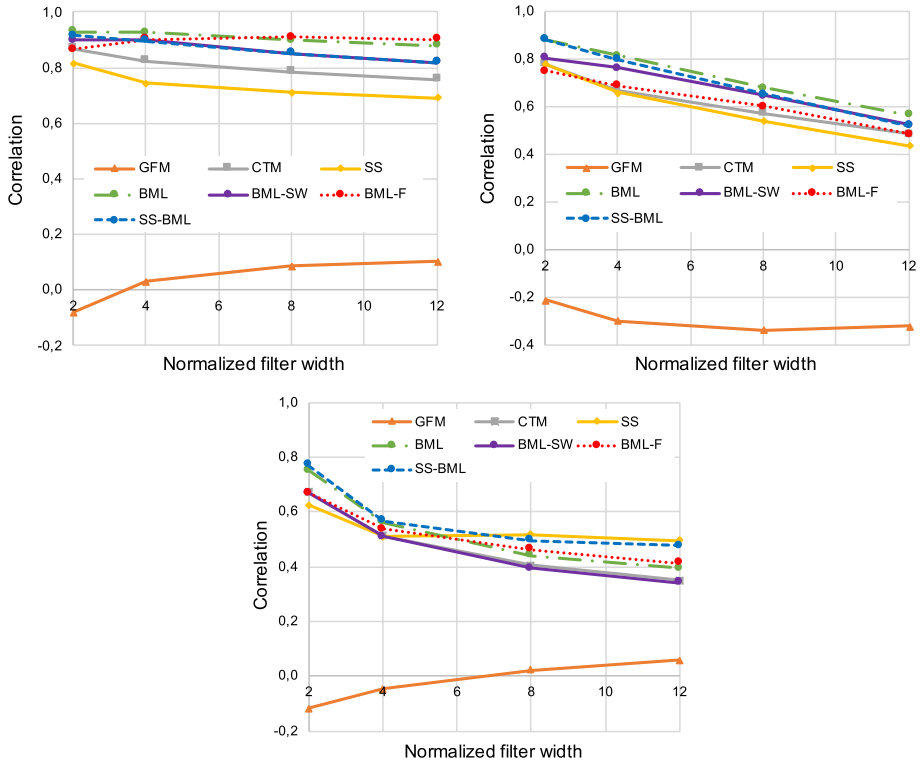 1,0
0,8
0,6
0,4
0,2
0,0
-0,2
Correlation
GFM CTM SS
BML BML-SW BML-F
SS-BML
2 4 6 8 10 12
Normalized filter width
1,0
0,8
0,6
0,4
0,2
0,0
-0,2
-0,4
Correlation
GFM CTM SS
BML BML-SW BML-F
SS-BML
2 4 6 8 10 12
Normalized filter width
1,0
0,8
0,6
0,4
0,2
0,0
-0,2
Correlation
GFM CTM SS
BML BML-SW BML-F
SS-BML
2 4 6 8 10 12
Normalized filter width